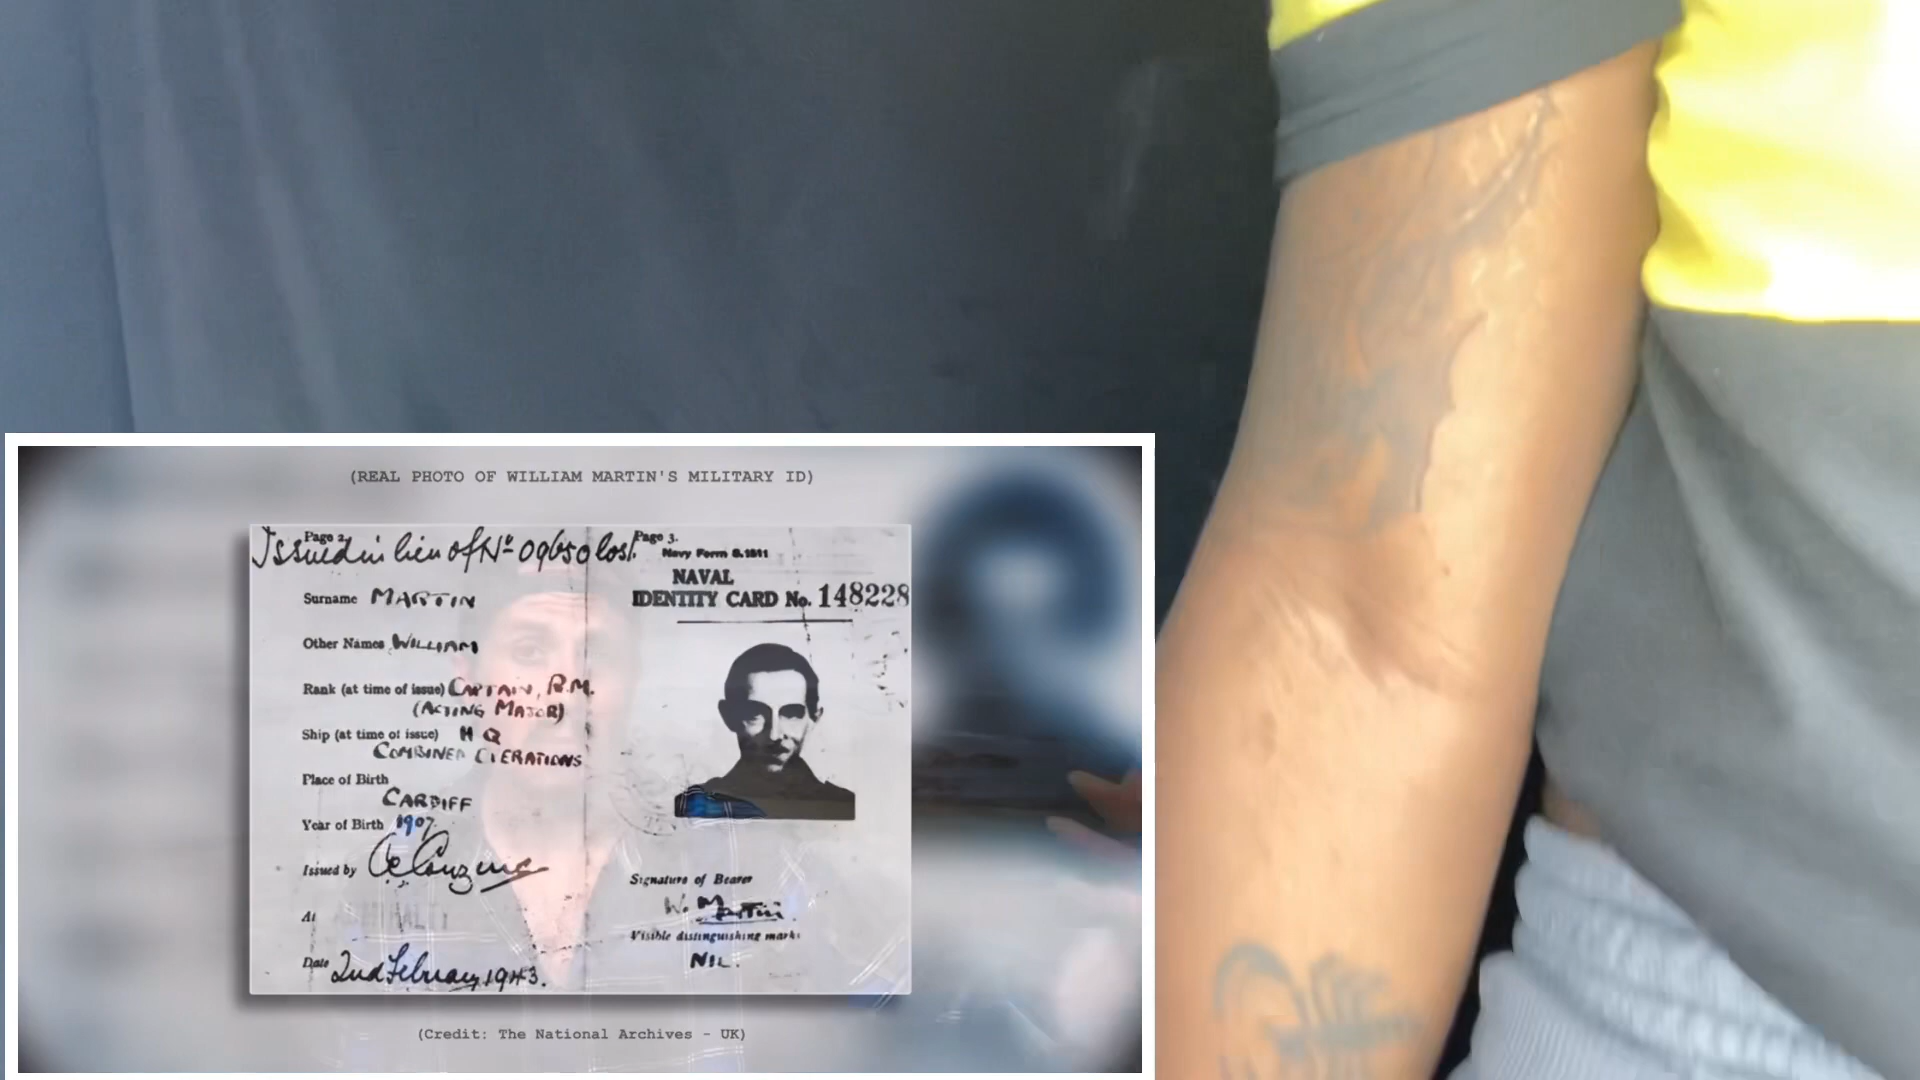 (REAL PHOTO OF WILLIAM MARTIN'S MILITARY ID)
Page 2.
Issued in lieu of Nº 09650 lost.
Surname MARTIN
Other Names WILLIAM
Rank (at time of issue) CAPTAIN, R.M.
(ACTING MAJOR)
Ship (at time of issue) H Q
COMBINED OPERATIONS
Place of Birth
CARDIFF
Year of Birth 1907.
Issued by
At
Date 2nd February 1943.
Page 3.
Navy Form S.1511
NAVAL
IDENTITY CARD No. 148228
Signature of Bearer
W. Martin.
Visible distinguishing marks
NIL.
(Credit: The National Archives - UK)